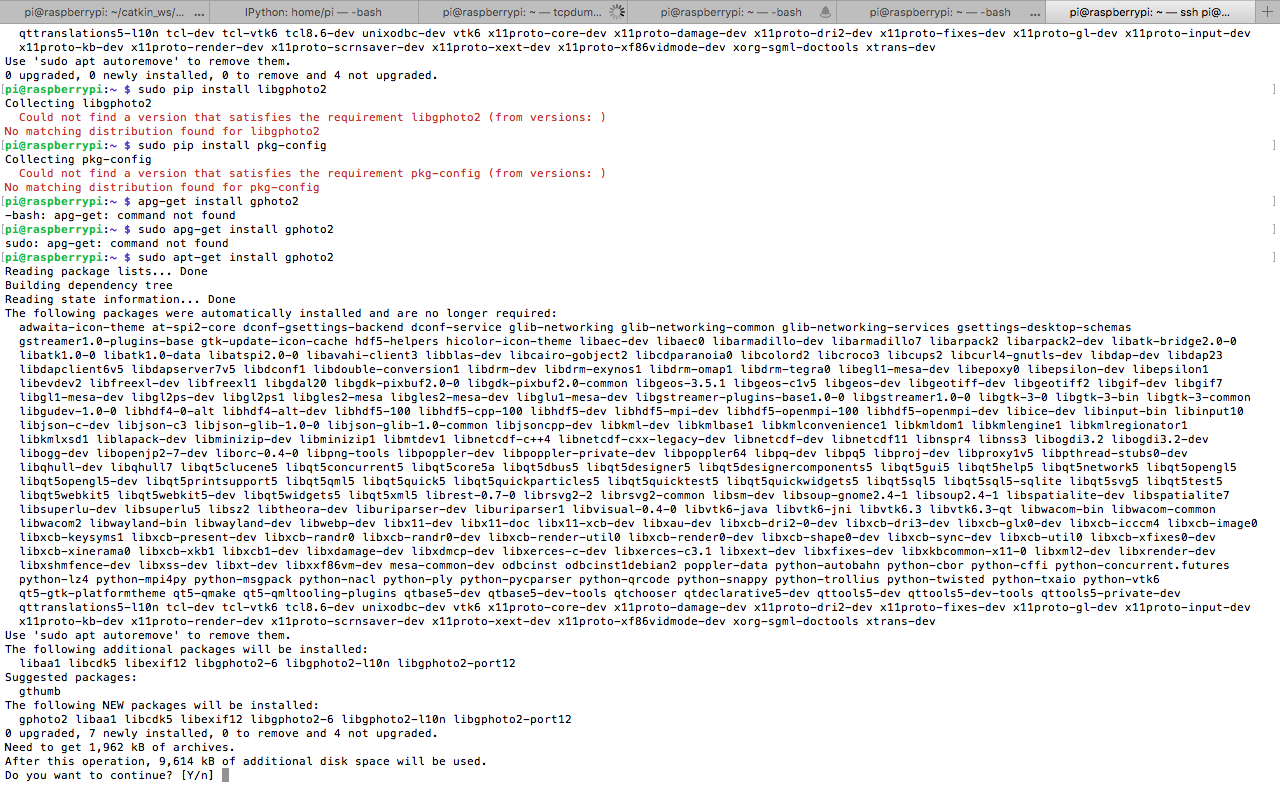 pi@raspberrypi: ~/catkin_ws/... ... IPython: home/pi — -bash pi@raspberrypi: ~ — tcpdum... pi@raspberrypi: ~ — -bash pi@raspberrypi: ~ — -bash ... pi@raspberrypi: ~ — ssh pi@... +
qttranslations5-l10n tcl-dev tcl-vtk6 tcl8.6-dev unixodbc-dev vtk6 x11proto-core-dev x11proto-damage-dev x11proto-dri2-dev x11proto-fixes-dev x11proto-gl-dev x11proto-input-dev
x11proto-kb-dev x11proto-render-dev x11proto-scrnsaver-dev x11proto-xext-dev x11proto-xf86vidmode-dev xorg-sgml-doctools xtrans-dev
Use 'sudo apt autoremove' to remove them.
0 upgraded, 0 newly installed, 0 to remove and 4 not upgraded.
[pi@raspberrypi:~ $ sudo pip install libgphoto2 ]
Collecting libgphoto2
Could not find a version that satisfies the requirement libgphoto2 (from versions: )
No matching distribution found for libgphoto2
[pi@raspberrypi:~ $ sudo pip install pkg-config ]
Collecting pkg-config
Could not find a version that satisfies the requirement pkg-config (from versions: )
No matching distribution found for pkg-config
[pi@raspberrypi:~ $ apg-get install gphoto2 ]
-bash: apg-get: command not found
[pi@raspberrypi:~ $ sudo apg-get install gphoto2 ]
sudo: apg-get: command not found
[pi@raspberrypi:~ $ sudo apt-get install gphoto2 ]
Reading package lists... Done
Building dependency tree
Reading state information... Done
The following packages were automatically installed and are no longer required:
adwaita-icon-theme at-spi2-core dconf-gsettings-backend dconf-service glib-networking glib-networking-common glib-networking-services gsettings-desktop-schemas
gstreamer1.0-plugins-base gtk-update-icon-cache hdf5-helpers hicolor-icon-theme libaec-dev libaec0 libarmadillo-dev libarmadillo7 libarpack2 libarpack2-dev libatk-bridge2.0-0
libatk1.0-0 libatk1.0-data libatspi2.0-0 libavahi-client3 libblas-dev libcairo-gobject2 libcdparanoia0 libcolord2 libcroco3 libcups2 libcurl4-gnutls-dev libdap-dev libdap23
libdapclient6v5 libdapserver7v5 libdconf1 libdouble-conversion1 libdrm-dev libdrm-exynos1 libdrm-omap1 libdrm-tegra0 libegl1-mesa-dev libepoxy0 libepsilon-dev libepsilon1
libevdev2 libfreexl-dev libfreexl1 libgdal20 libgdk-pixbuf2.0-0 libgdk-pixbuf2.0-common libgeos-3.5.1 libgeos-c1v5 libgeos-dev libgeotiff-dev libgeotiff2 libgif-dev libgif7
libgl1-mesa-dev libgl2ps-dev libgl2ps1 libgles2-mesa libgles2-mesa-dev libglu1-mesa-dev libgstreamer-plugins-base1.0-0 libgstreamer1.0-0 libgtk-3-0 libgtk-3-bin libgtk-3-common
libgudev-1.0-0 libhdf4-0-alt libhdf4-alt-dev libhdf5-100 libhdf5-cpp-100 libhdf5-dev libhdf5-mpi-dev libhdf5-openmpi-100 libhdf5-openmpi-dev libice-dev libinput-bin libinput10
libjson-c-dev libjson-c3 libjson-glib-1.0-0 libjson-glib-1.0-common libjsoncpp-dev libkml-dev libkmlbase1 libkmlconvenience1 libkmldom1 libkmlengine1 libkmlregionator1
libkmlxsd1 liblapack-dev libminizip-dev libminizip1 libmtdev1 libnetcdf-c++4 libnetcdf-cxx-legacy-dev libnetcdf-dev libnetcdf11 libnspr4 libnss3 libogdi3.2 libogdi3.2-dev
libogg-dev libopenjp2-7-dev liborc-0.4-0 libpng-tools libpoppler-dev libpoppler-private-dev libpoppler64 libpq-dev libpq5 libproj-dev libproxy1v5 libpthread-stubs0-dev
libqhull-dev libqhull7 libqt5clucene5 libqt5concurrent5 libqt5core5a libqt5dbus5 libqt5designer5 libqt5designercomponents5 libqt5gui5 libqt5help5 libqt5network5 libqt5opengl5
libqt5opengl5-dev libqt5printsupport5 libqt5qml5 libqt5quick5 libqt5quickparticles5 libqt5quicktest5 libqt5quickwidgets5 libqt5sql5 libqt5sql5-sqlite libqt5svg5 libqt5test5
libqt5webkit5 libqt5webkit5-dev libqt5widgets5 libqt5xml5 librest-0.7-0 librsvg2-2 librsvg2-common libsm-dev libsoup-gnome2.4-1 libsoup2.4-1 libspatialite-dev libspatialite7
libsuperlu-dev libsuperlu5 libsz2 libtheora-dev liburiparser-dev liburiparser1 libvisual-0.4-0 libvtk6-java libvtk6-jni libvtk6.3 libvtk6.3-qt libwacom-bin libwacom-common
libwacom2 libwayland-bin libwayland-dev libwebp-dev libx11-dev libx11-doc libx11-xcb-dev libxau-dev libxcb-dri2-0-dev libxcb-dri3-dev libxcb-glx0-dev libxcb-icccm4 libxcb-image0
libxcb-keysyms1 libxcb-present-dev libxcb-randr0 libxcb-randr0-dev libxcb-render-util0 libxcb-render0-dev libxcb-shape0-dev libxcb-sync-dev libxcb-util0 libxcb-xfixes0-dev
libxcb-xinerama0 libxcb-xkb1 libxcb1-dev libxdamage-dev libxdmcp-dev libxerces-c-dev libxerces-c3.1 libxext-dev libxfixes-dev libxkbcommon-x11-0 libxml2-dev libxrender-dev
libxshmfence-dev libxss-dev libxt-dev libxxf86vm-dev mesa-common-dev odbcinst odbcinst1debian2 poppler-data python-autobahn python-cbor python-cffi python-concurrent.futures
python-lz4 python-mpi4py python-msgpack python-nacl python-ply python-pycparser python-qrcode python-snappy python-trollius python-twisted python-txaio python-vtk6
qt5-gtk-platformtheme qt5-qmake qt5-qmltooling-plugins qtbase5-dev qtbase5-dev-tools qtchooser qtdeclarative5-dev qttools5-dev qttools5-dev-tools qttools5-private-dev
qttranslations5-l10n tcl-dev tcl-vtk6 tcl8.6-dev unixodbc-dev vtk6 x11proto-core-dev x11proto-damage-dev x11proto-dri2-dev x11proto-fixes-dev x11proto-gl-dev x11proto-input-dev
x11proto-kb-dev x11proto-render-dev x11proto-scrnsaver-dev x11proto-xext-dev x11proto-xf86vidmode-dev xorg-sgml-doctools xtrans-dev
Use 'sudo apt autoremove' to remove them.
The following additional packages will be installed:
libaa1 libcdk5 libexif12 libgphoto2-6 libgphoto2-l10n libgphoto2-port12
Suggested packages:
gthumb
The following NEW packages will be installed:
gphoto2 libaa1 libcdk5 libexif12 libgphoto2-6 libgphoto2-l10n libgphoto2-port12
0 upgraded, 7 newly installed, 0 to remove and 4 not upgraded.
Need to get 1,962 kB of archives.
After this operation, 9,614 kB of additional disk space will be used.
Do you want to continue? [Y/n]